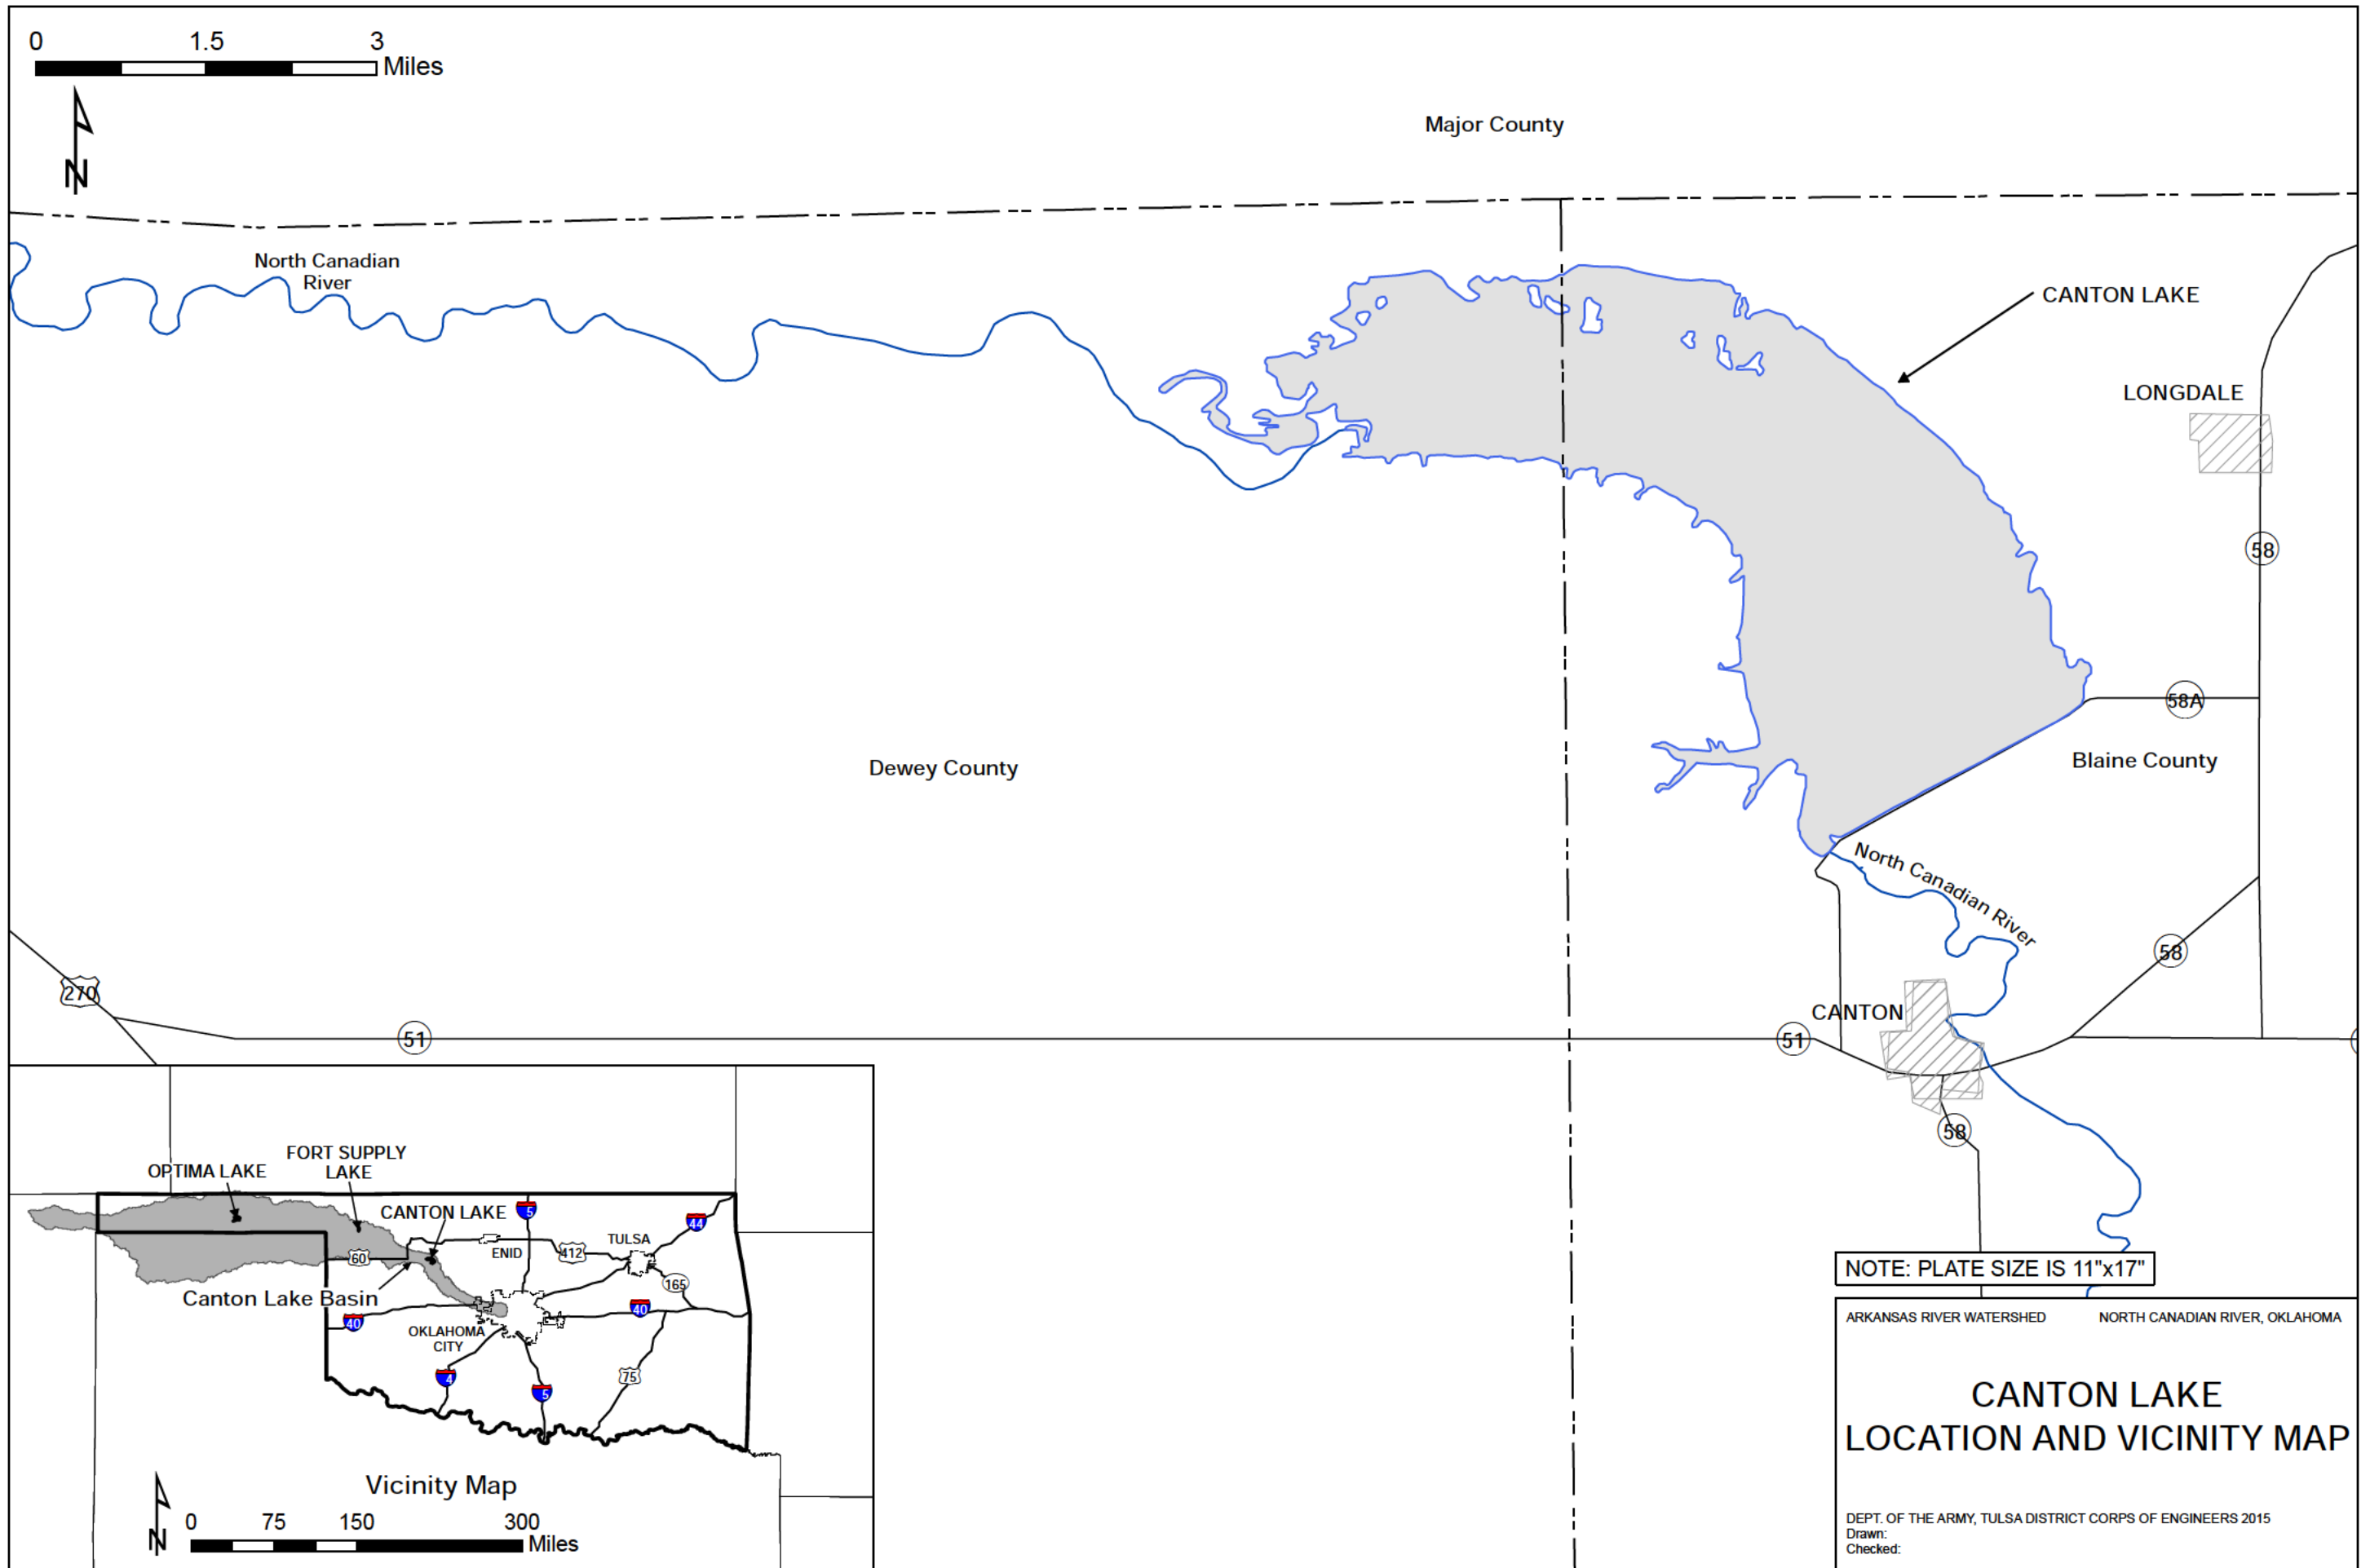 0 1.5 3
Miles
N
Major County
North Canadian
River
CANTON LAKE
LONGDALE
58
58A
Blaine County
Dewey County
North Canadian River
58
270
CANTON
51
51
58
OPTIMA LAKE
FORT SUPPLY
LAKE
CANTON LAKE
5
44
60
ENID
412
TULSA
165
Canton Lake Basin
40
40
OKLAHOMA
CITY
4
5
75
Vicinity Map
N
0 75 150 300
Miles
NOTE: PLATE SIZE IS 11"x17"
ARKANSAS RIVER WATERSHED NORTH CANADIAN RIVER, OKLAHOMA
CANTON LAKE
LOCATION AND VICINITY MAP
DEPT. OF THE ARMY, TULSA DISTRICT CORPS OF ENGINEERS 2015
Drawn:
Checked: